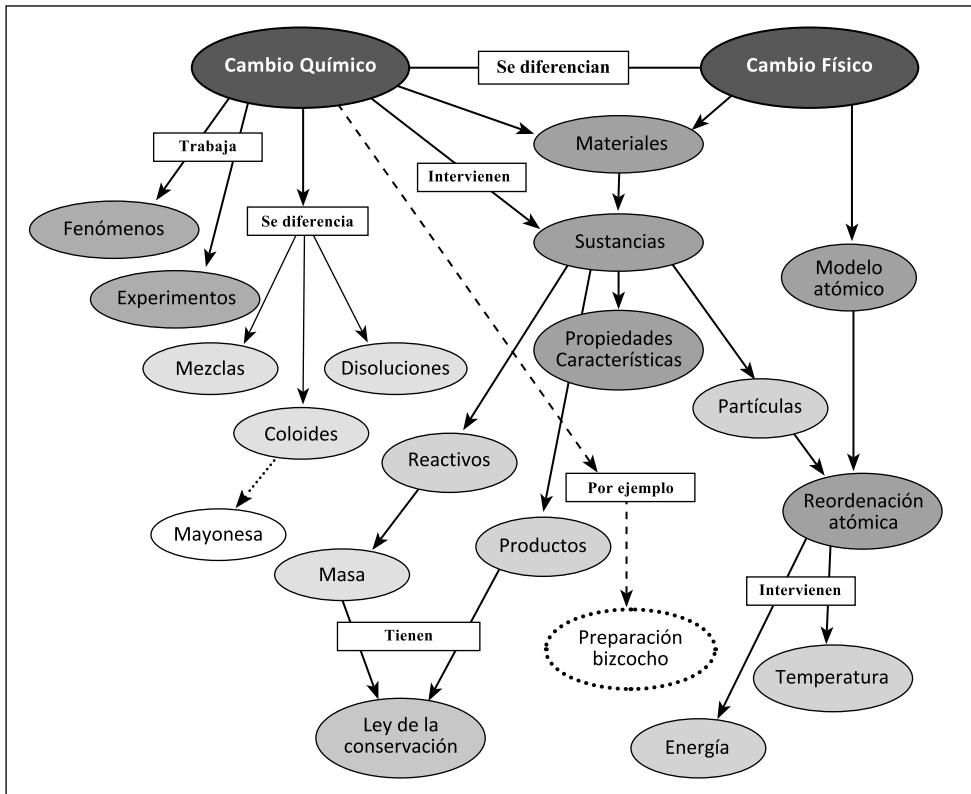 Cambio Químico
Se diferencian
Cambio Físico
Trabaja
Materiales
Intervienen
Fenómenos
Se diferencia
Sustancias
Experimentos
Modelo
atómico
Mezclas
Disoluciones
Propiedades
Características
Partículas
Coloides
Reactivos
Por ejemplo
Reordenación
atómica
Mayonesa
Productos
Masa
Intervienen
Tienen
Preparación
bizcocho
Temperatura
Ley de la
conservación
Energía